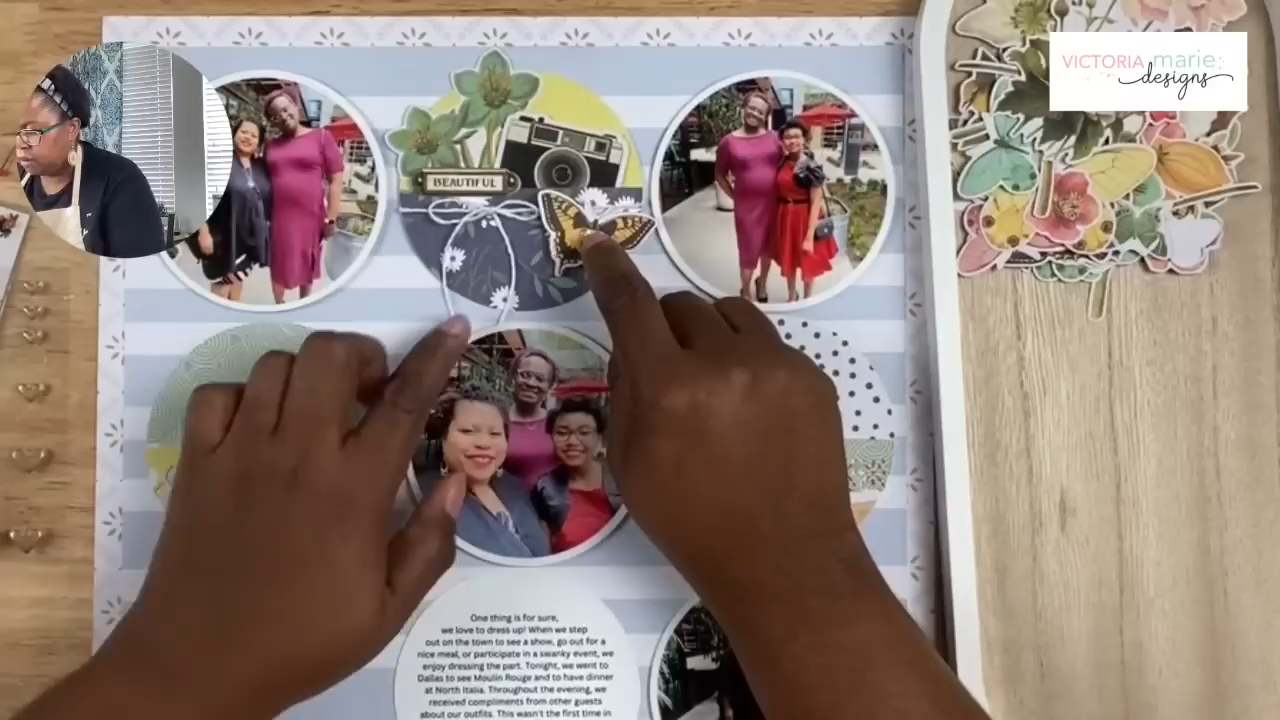 VICTORIA marie:
designs
BEAUTIFUL
One thing is for sure,
we love to dress up! When we step
out on the town to see a show, go out for a
nice meal, or participate in a swanky event, we
enjoy dressing the part. Tonight, we went to
Dallas to see Moulin Rouge and to have dinner
at North Italia. Throughout the evening, we
received compliments from other guests
about our outfits. This wasn't the first time in